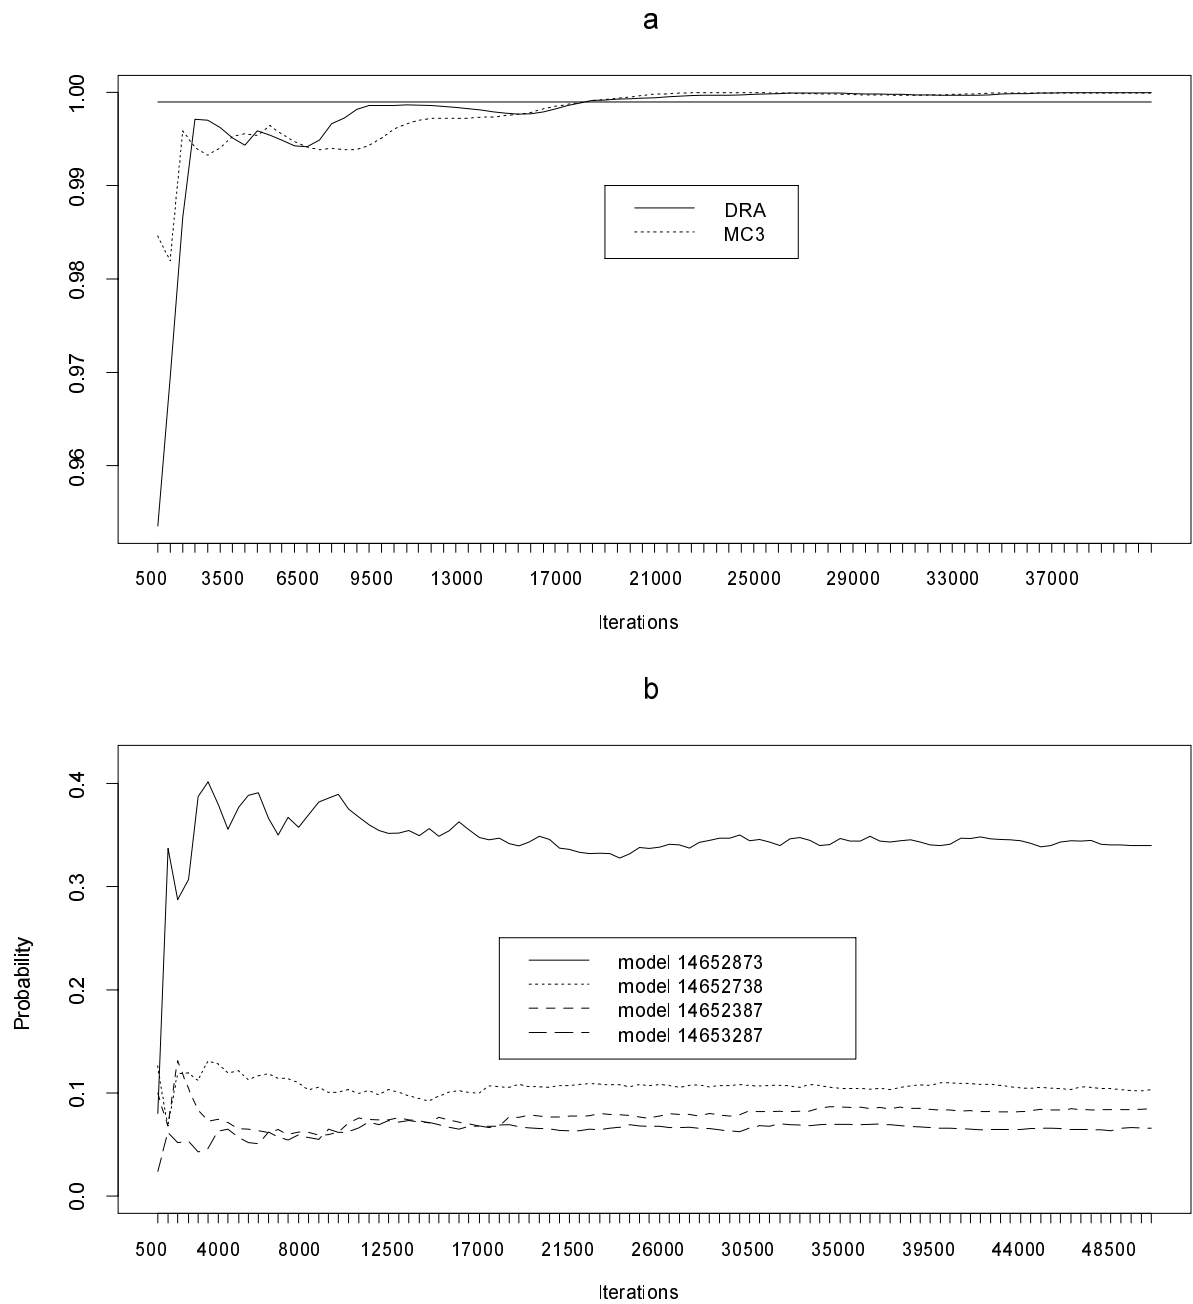 a
1.00
0.99
0.98
0.97
0.96
DRA
MC3
500 3500 6500 9500 13000 17000 21000 25000 29000 33000 37000
Iterations
b
Probability
0.4
0.3
0.2
0.1
0.0
model 14652873
model 14652738
model 14652387
model 14653287
500 4000 8000 12500 17000 21500 26000 30500 35000 39500 44000 48500
Iterations